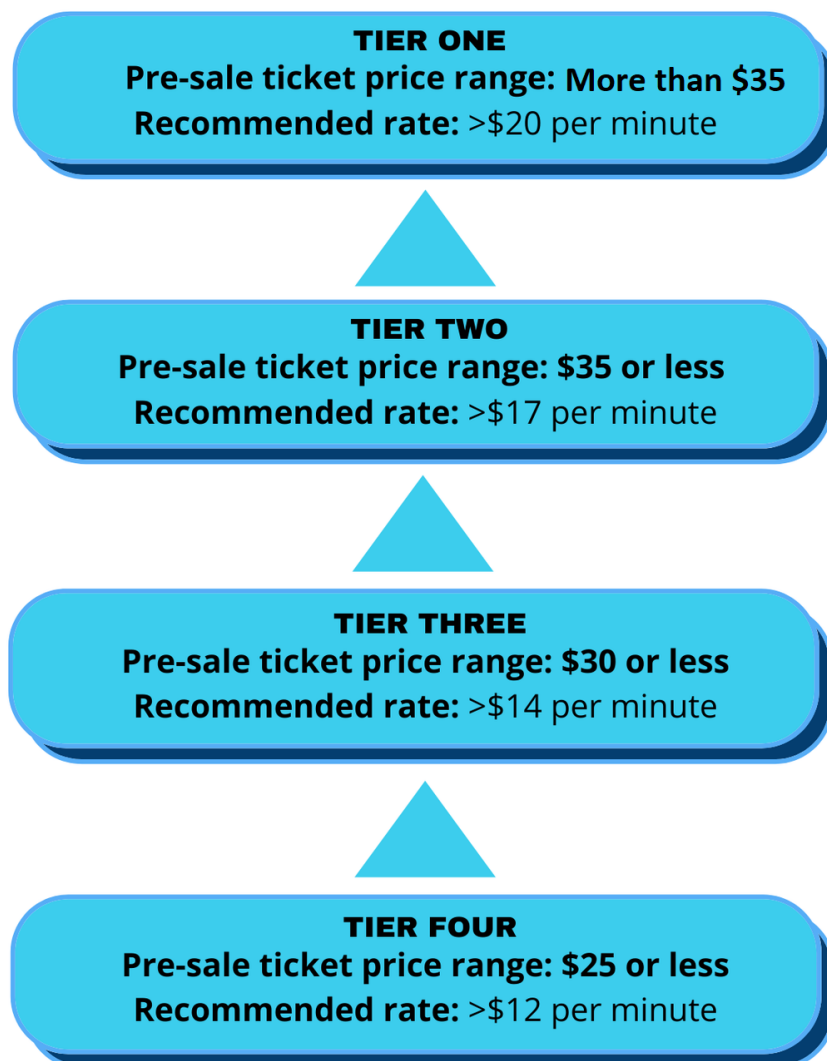 TIER ONE
Pre-sale ticket price range: More than $35
Recommended rate: >$20 per minute
TIER TWO
Pre-sale ticket price range: $35 or less
Recommended rate: >$17 per minute
TIER THREE
Pre-sale ticket price range: $30 or less
Recommended rate: >$14 per minute
TIER FOUR
Pre-sale ticket price range: $25 or less
Recommended rate: >$12 per minute